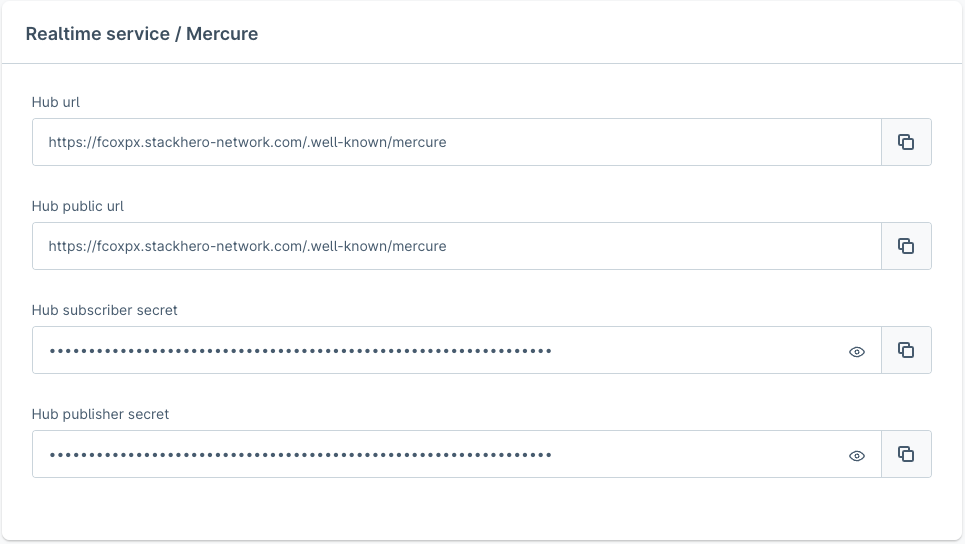 Realtime service / Mercure
Hub url
https://fcoxpx.stackhero-network.com/.well-known/mercure
Hub public url
https://fcoxpx.stackhero-network.com/.well-known/mercure
Hub subscriber secret
••••••••••••••••••••••••••••••••••••••••••••••••••••••••••••••••
Hub publisher secret
••••••••••••••••••••••••••••••••••••••••••••••••••••••••••••••••